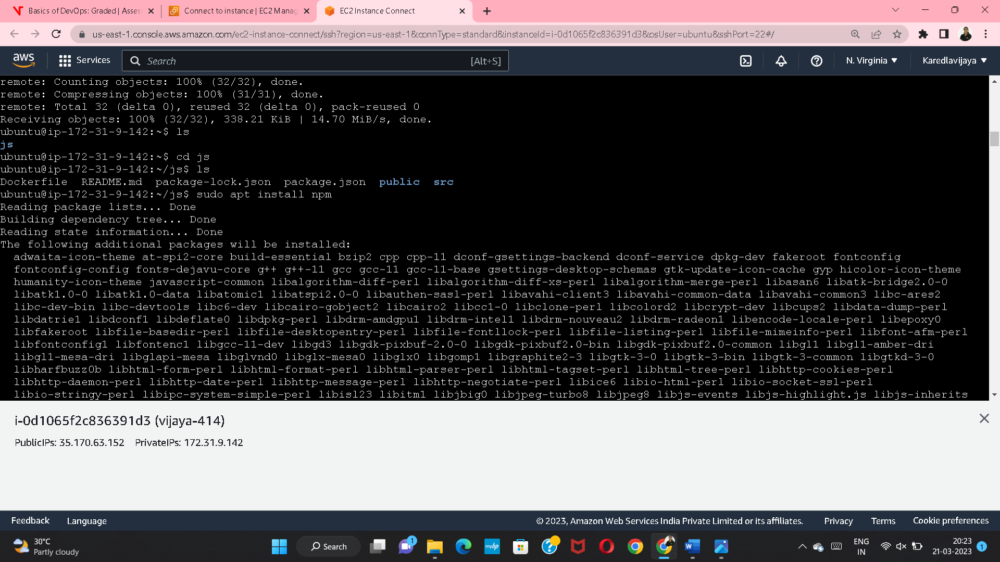 Basics of DevOps: Graded | Asses
Connect to instance | EC2 Manag
EC2 Instance Connect
us-east-1.console.aws.amazon.com/ec2-instance-connect/ssh?region=us-east-1&connType=standard&instanceId=i-0d1065f2c836391d3&osUser=ubuntu&sshPort=22#/
aws
Services
Search
[Alt+S]
N. Virginia
Karedlavijaya
remote: Counting objects: 100% (32/32), done.
remote: Compressing objects: 100% (31/31), done.
remote: Total 32 (delta 0), reused 32 (delta 0), pack-reused 0
Receiving objects: 100% (32/32), 338.21 KiB | 14.70 MiB/s, done.
ubuntu@ip-172-31-9-142:~$ ls
js
ubuntu@ip-172-31-9-142:~$ cd js
ubuntu@ip-172-31-9-142:~/js$ ls
Dockerfile  README.md  package-lock.json  package.json  public  src
ubuntu@ip-172-31-9-142:~/js$ sudo apt install npm
Reading package lists... Done
Building dependency tree... Done
Reading state information... Done
The following additional packages will be installed:
adwaita-icon-theme at-spi2-core build-essential bzip2 cpp cpp-11 dconf-gsettings-backend dconf-service dpkg-dev fakeroot fontconfig
fontconfig-config fonts-dejavu-core g++ g++-11 gcc gcc-11 gcc-11-base gsettings-desktop-schemas gtk-update-icon-cache gyp hicolor-icon-theme
humanity-icon-theme javascript-common libalgorithm-diff-perl libalgorithm-diff-xs-perl libalgorithm-merge-perl libasan6 libatk-bridge2.0-0
libatk1.0-0 libatk1.0-data libatomic1 libatspi2.0-0 libauthen-sasl-perl libavahi-client3 libavahi-common-data libavahi-common3 libc-ares2
libc-dev-bin libc-devtools libc6-dev libcairo-gobject2 libcairo2 libcc1-0 libclone-perl libcolord2 libcrypt-dev libcups2 libdata-dump-perl
libdatrie1 libdconf1 libdeflate0 libdpkg-perl libdrm-amdgpu1 libdrm-intel1 libdrm-nouveau2 libdrm-radeon1 libencode-locale-perl libepoxy0
libfakeroot libfile-basedir-perl libfile-desktopentry-perl libfile-fcntllock-perl libfile-listing-perl libfile-mimeinfo-perl libfont-afm-perl
libfontconfig1 libfontenc1 libgcc-11-dev libgd3 libgdk-pixbuf-2.0-0 libgdk-pixbuf2.0-bin libgdk-pixbuf2.0-common libgl1 libgl1-amber-dri
libgl1-mesa-dri libglapi-mesa libglvnd0 libglx-mesa0 libglx0 libgomp1 libgraphite2-3 libgtk-3-0 libgtk-3-bin libgtk-3-common libgtkd-3-0
libharfbuzz0b libhtml-form-perl libhtml-format-perl libhtml-parser-perl libhtml-tagset-perl libhtml-tree-perl libhttp-cookies-perl
libhttp-daemon-perl libhttp-date-perl libhttp-message-perl libhttp-negotiate-perl libice6 libio-html-perl libio-socket-ssl-perl
libio-stringy-perl libipc-system-simple-perl libisl23 libitm1 libjbig0 libjpeg-turbo8 libjpeg8 libjs-events libjs-highlight.js libjs-inherits
i-0d1065f2c836391d3 (vijaya-414)
PublicIPs: 35.170.63.152    PrivateIPs: 172.31.9.142
Feedback
Language
© 2023, Amazon Web Services India Private Limited or its affiliates.
Privacy
Terms
Cookie preferences
30°C
Partly cloudy
Search
1
myhp
ENG
IN
20:23
21-03-2023
1